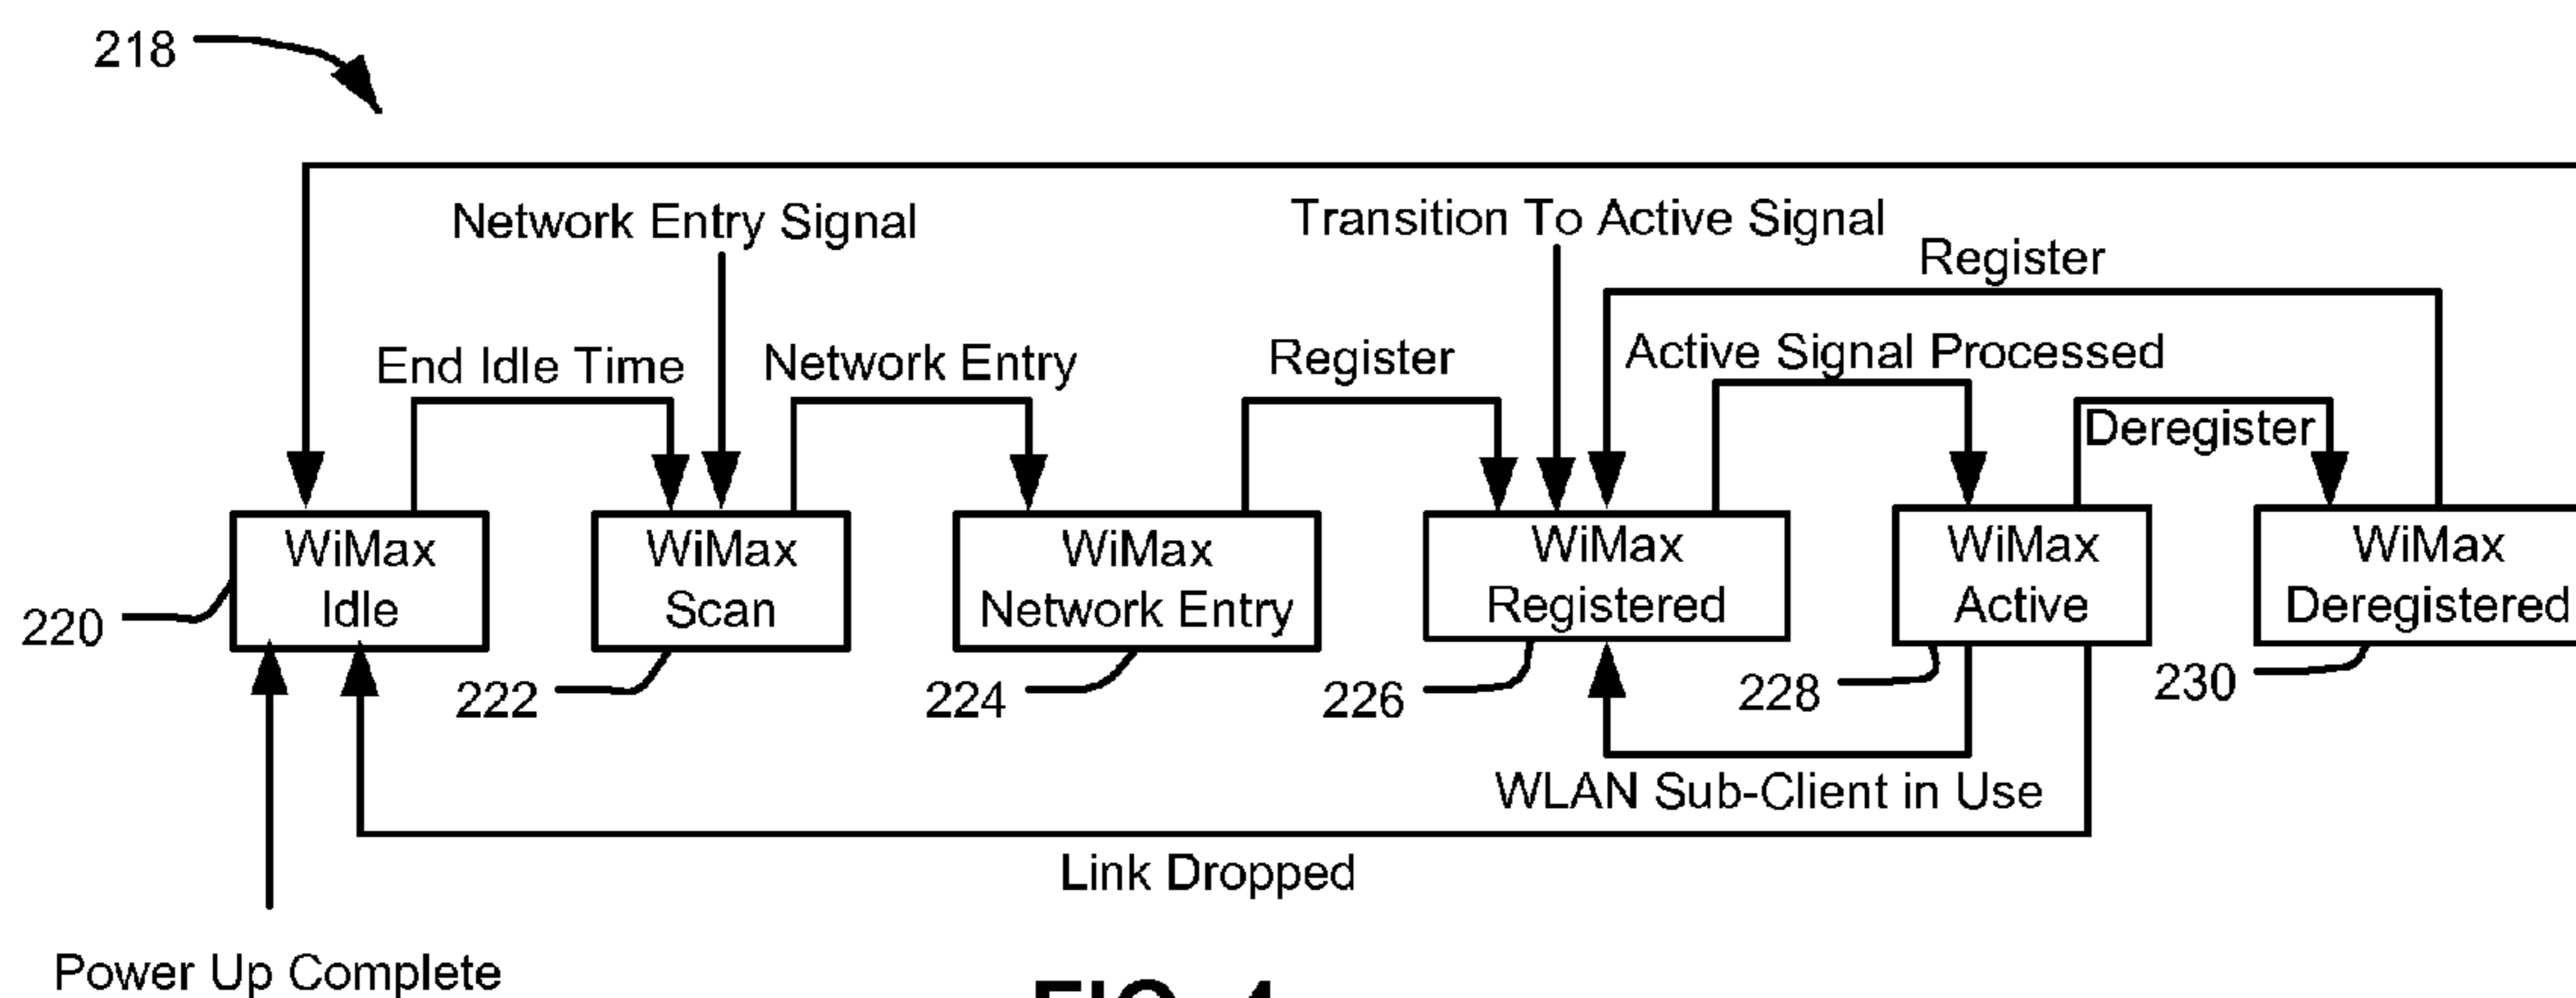 218
Network Entry Signal
Transition To Active Signal
Register
End Idle Time
Network Entry
Register
Active Signal Processed
Deregister
WiMax
Idle
WiMax
Scan
WiMax
Network Entry
WiMax
Registered
WiMax
Active
WiMax
Deregistered
220
222
224
226
228
230
WLAN Sub-Client in Use
Link Dropped
Power Up Complete